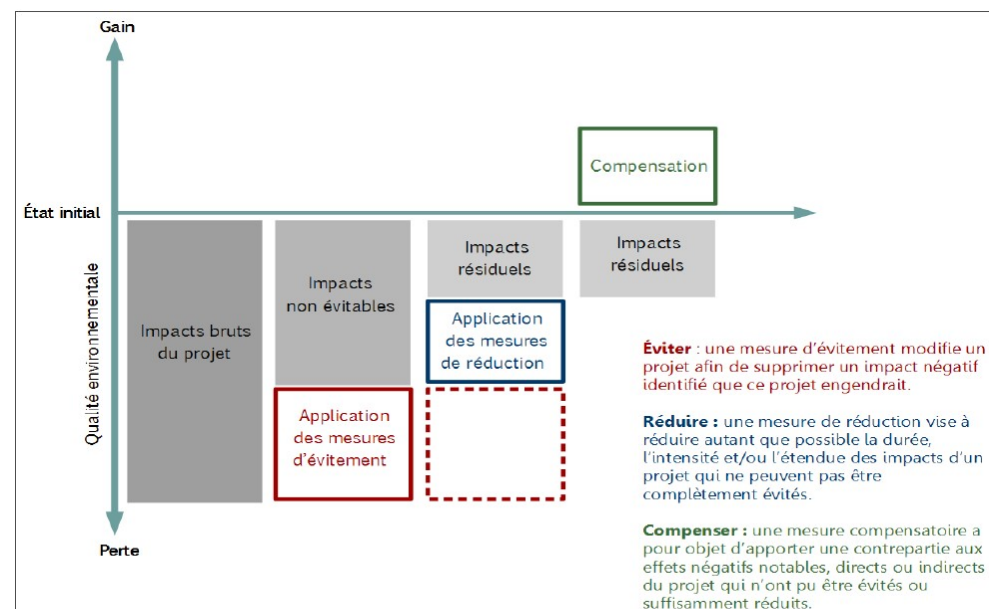 Gain
Compensation
État initial
Impacts bruts
du projet
Impacts
non évitables
Impacts
résiduels
Impacts
résiduels
Application
des mesures
de réduction
Application
des mesures
d'évitement
Qualité environnementale
Perte
Éviter : une mesure d'évitement modifie un
projet afin de supprimer un impact négatif
identifié que ce projet engendrait.
Réduire : une mesure de réduction vise à
réduire autant que possible la durée,
l'intensité et/ou l'étendue des impacts d'un
projet qui ne peuvent pas être
complètement évités.
Compenser : une mesure compensatoire a
pour objet d'apporter une contrepartie aux
effets négatifs notables, directs ou indirects
du projet qui n'ont pu être évités ou
suffisamment réduits.